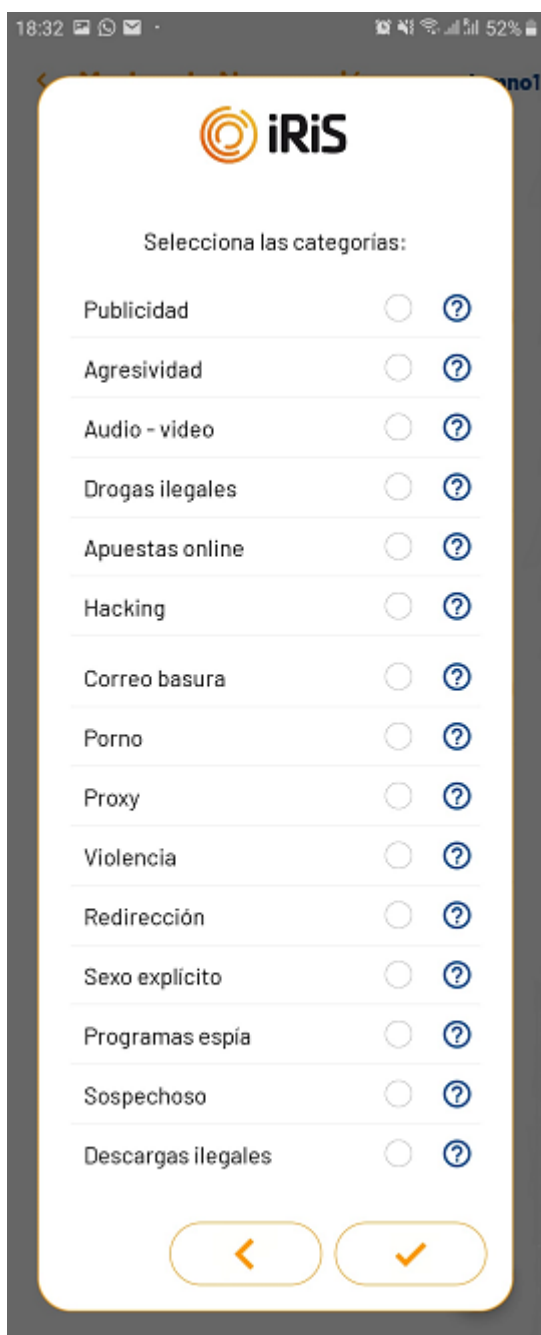 18:32 52%
iRiS
Selecciona las categorías:
Publicidad
Agresividad
Audio - video
Drogas ilegales
Apuestas online
Hacking
Correo basura
Porno
Proxy
Violencia
Redirección
Sexo explícito
Programas espía
Sospechoso
Descargas ilegales